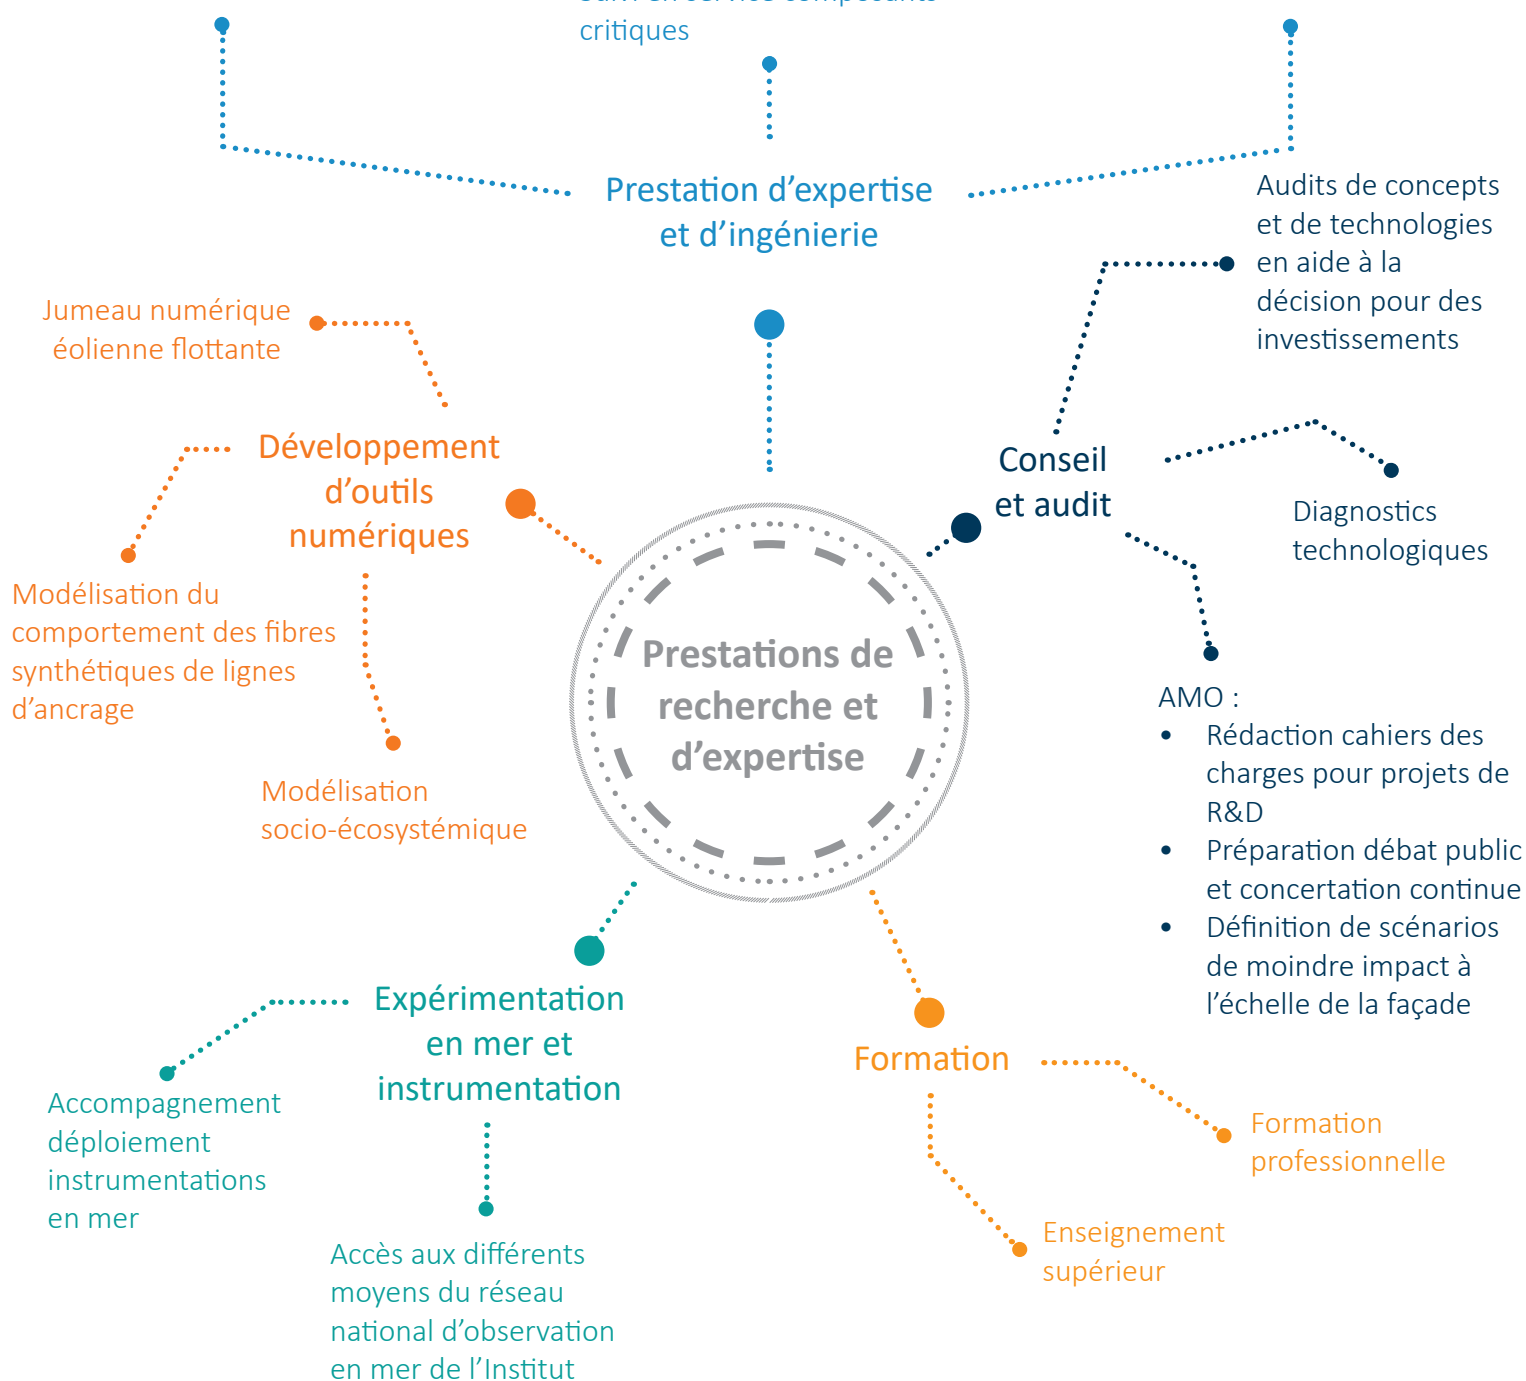 critiques
Prestation d’expertise
et d’ingénierie
Audits de concepts
et de technologies
en aide à la
décision pour des
investissements
Jumeau numérique
éolienne flottante
Développement
d’outils
numériques
Conseil
et audit
Diagnostics
technologiques
Modélisation du
comportement des fibres
synthétiques de lignes
d’ancrage
Prestations de
recherche et
d’expertise
AMO :
• Rédaction cahiers des
charges pour projets de
R&D
• Préparation débat public
et concertation continue
• Définition de scénarios
de moindre impact à
l’échelle de la façade
Modélisation
socio-écosystémique
Expérimentation
en mer et
instrumentation
Formation
Accompagnement
déploiement
instrumentations
en mer
Formation
professionnelle
Enseignement
supérieur
Accès aux différents
moyens du réseau
national d’observation
en mer de l’Institut